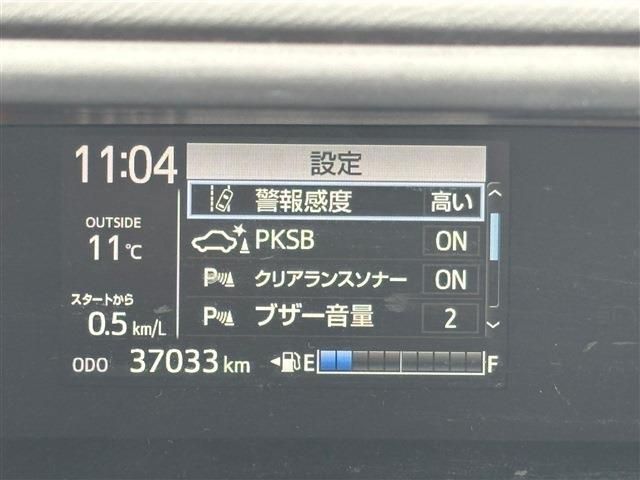 11:04
設定
警報感度 高い
OUTSIDE
11℃
PKSB ON
P クリアランスソナー ON
スタートから
0.5 km/L
P ブザー音量 2
ODO 37033 km
E F